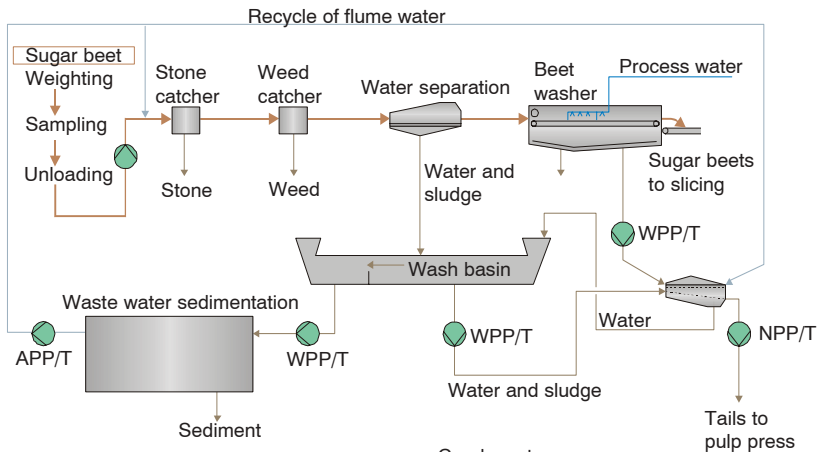 Recycle of flume water
Sugar beet
Weighting
Sampling
Unloading
Stone
catcher
Weed
catcher
Water separation
Beet
washer
Process water
Stone
Weed
Water and
sludge
Sugar beets
to slicing
WPP/T
Wash basin
Waste water sedimentation
APP/T
WPP/T
WPP/T
Water
NPP/T
Water and sludge
Sediment
Tails to
pulp press